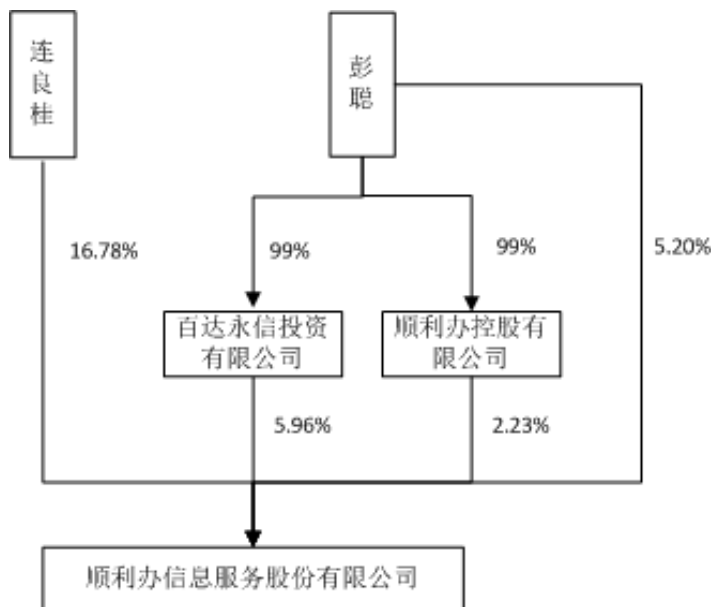 连良桂
彭聪
16.78%
99%
99%
5.20%
百达永信投资
有限公司
顺利办控股有
限公司
5.96%
2.23%
顺利办信息服务股份有限公司